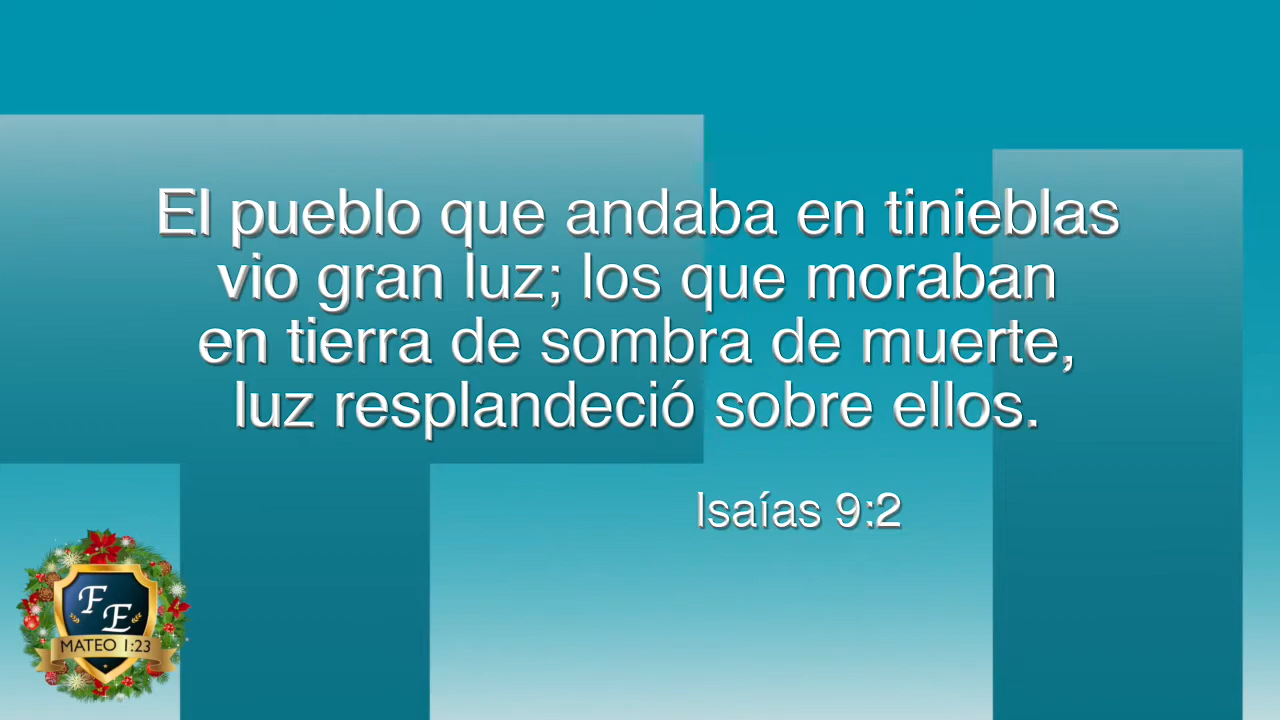 El pueblo que andaba en tinieblas
vio gran luz; los que moraban
en tierra de sombra de muerte,
luz resplandeció sobre ellos.
Isaías 9:2
F E
MATEO 1:23